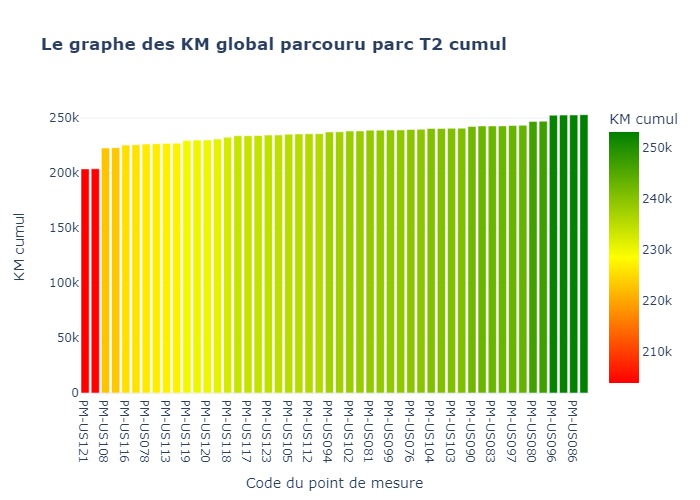 Le graphe des KM global parcouru parc T2 cumul
KM cumul
250k
200k
150k
100k
50k
0
KM cumul
250k
240k
230k
220k
210k
PM-US121
PM-US108
PM-US116
PM-US078
PM-US113
PM-US119
PM-US120
PM-US118
PM-US117
PM-US123
PM-US105
PM-US112
PM-US094
PM-US102
PM-US081
PM-US099
PM-US076
PM-US104
PM-US103
PM-US090
PM-US083
PM-US097
PM-US080
PM-US096
PM-US086
Code du point de mesure